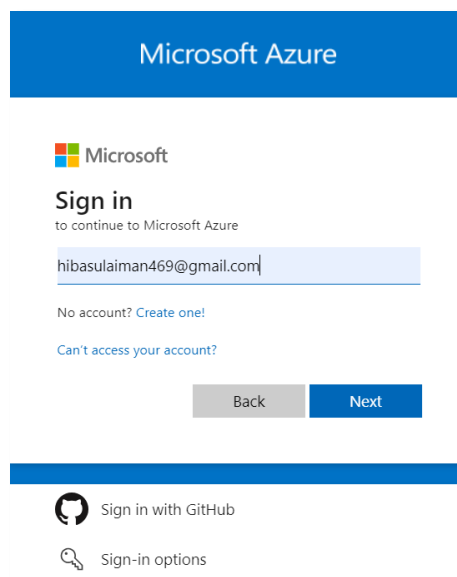 Microsoft Azure
Microsoft
Sign in
to continue to Microsoft Azure
hibasulaiman469@gmail.com
No account? Create one!
Can't access your account?
Back Next
Sign in with GitHub
Sign-in options